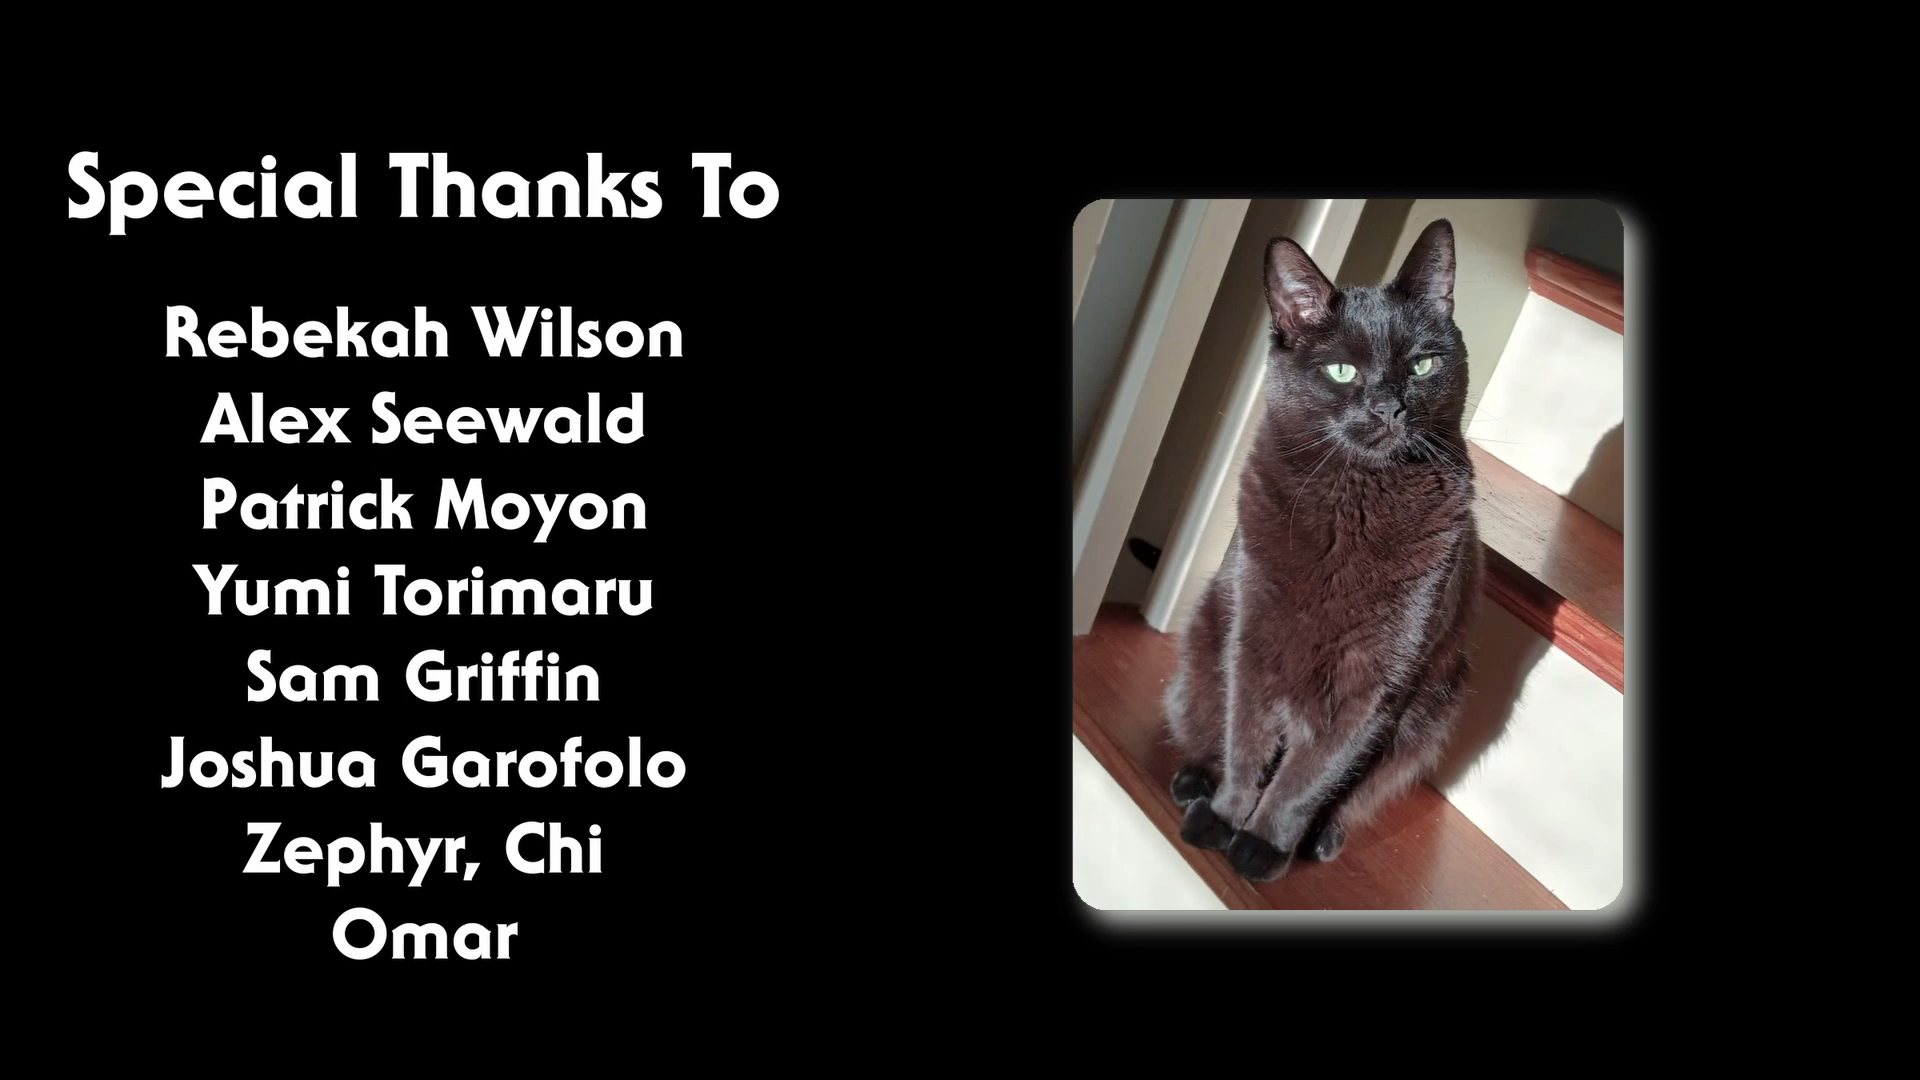 Special Thanks To
Rebekah Wilson
Alex Seewald
Patrick Moyon
Yumi Torimaru
Sam Griffin
Joshua Garofolo
Zephyr, Chi
Omar